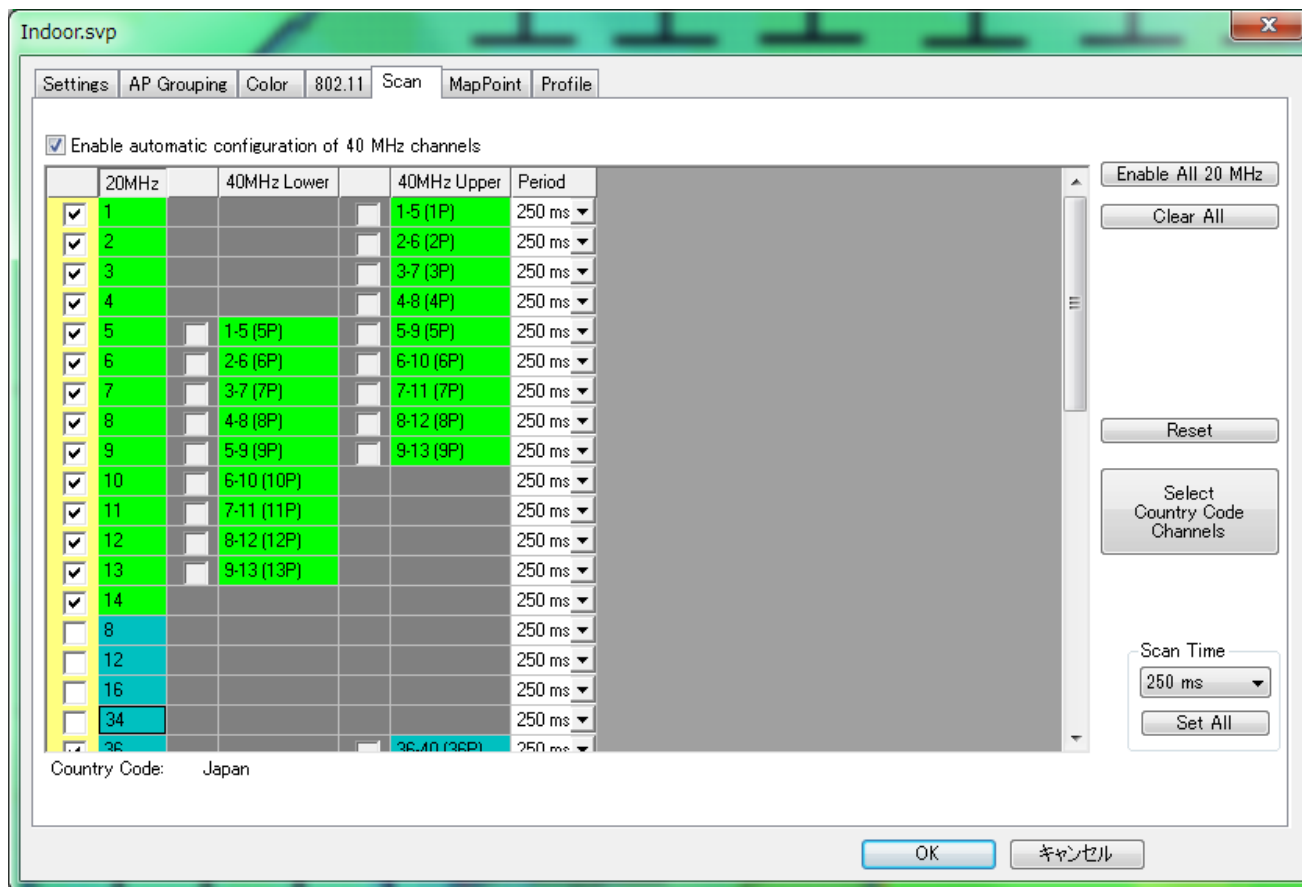 Indoor.svp
Settings AP Grouping Color 802.11 Scan MapPoint Profile
Enable automatic configuration of 40 MHz channels
20MHz 40MHz Lower 40MHz Upper Period
1 1-5 (1P) 250 ms
2 2-6 (2P) 250 ms
3 3-7 (3P) 250 ms
4 4-8 (4P) 250 ms
5 1-5 (5P) 5-9 (5P) 250 ms
6 2-6 (6P) 6-10 (6P) 250 ms
7 3-7 (7P) 7-11 (7P) 250 ms
8 4-8 (8P) 8-12 (8P) 250 ms
9 5-9 (9P) 9-13 (9P) 250 ms
10 6-10 (10P) 250 ms
11 7-11 (11P) 250 ms
12 8-12 (12P) 250 ms
13 9-13 (13P) 250 ms
14 250 ms
8 250 ms
12 250 ms
16 250 ms
34 250 ms
36 36-40 (36P) 250 ms
Enable All 20 MHz
Clear All
Reset
Select
Country Code
Channels
Scan Time
250 ms
Set All
Country Code: Japan
OK キャンセル